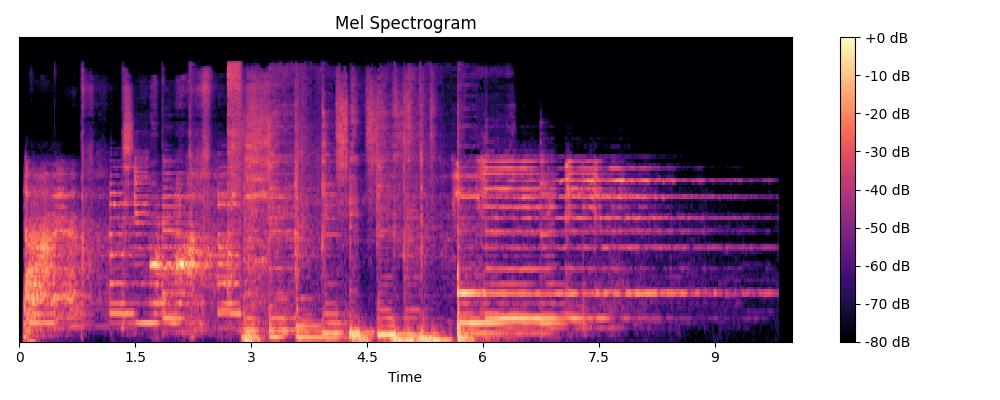 Mel Spectrogram
+0 dB
-10 dB
-20 dB
-30 dB
-40 dB
-50 dB
-60 dB
-70 dB
-80 dB
0
1.5
3
4.5
6
7.5
9
Time